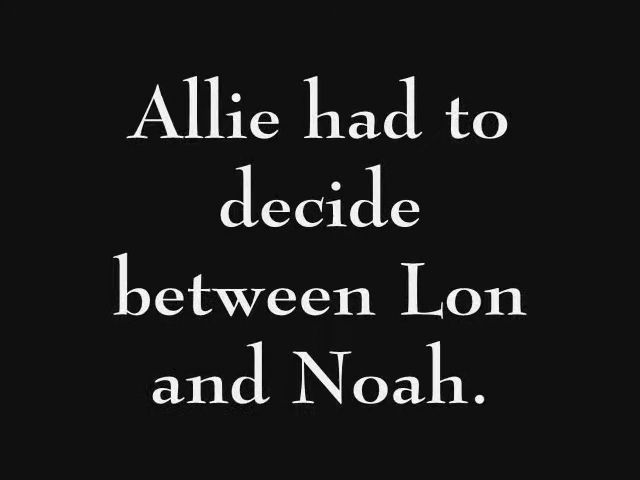 Allie had to
decide
between Lon
and Noah.